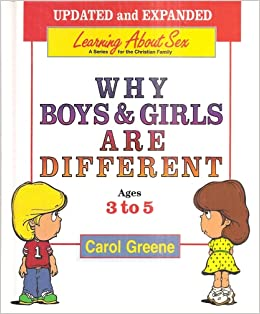 UPDATED and EXPANDED
Learning About Sex
A Series for the Christian Family
WHY
BOYS & GIRLS
ARE
DIFFERENT
Ages
3 to 5
1
Carol Greene